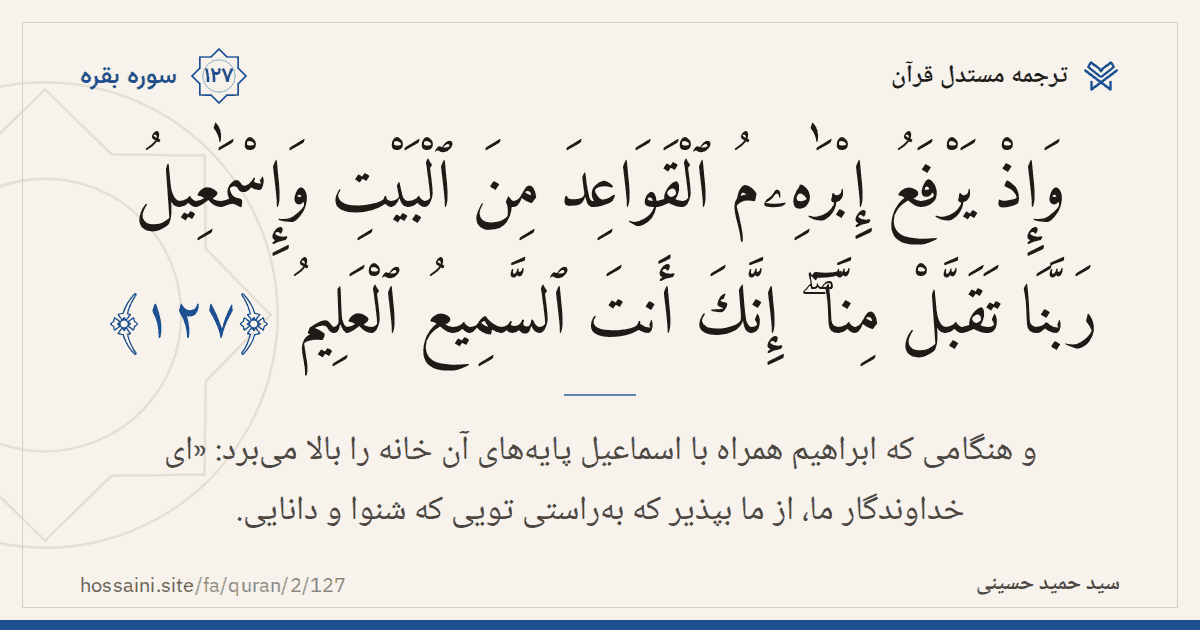 ترجمه مستدل قرآن
سوره بقره ۱۲۷
وَإِذْ يَرْفَعُ إِبْرَٰهِـۧمُ ٱلْقَوَاعِدَ مِنَ ٱلْبَيْتِ وَإِسْمَٰعِيلُ
رَبَّنَا تَقَبَّلْ مِنَّآۖ إِنَّكَ أَنتَ ٱلسَّمِيعُ ٱلْعَلِيمُ ﴿۱۲۷﴾
و هنگامی که ابراهیم همراه با اسماعیل پایه‌های آن خانه را بالا می‌برد: «ای
خداوندگار ما، از ما بپذیر که به‌راستی تویی که شنوا و دانایی.
سید حمید حسینی
hossaini.site/fa/quran/2/127